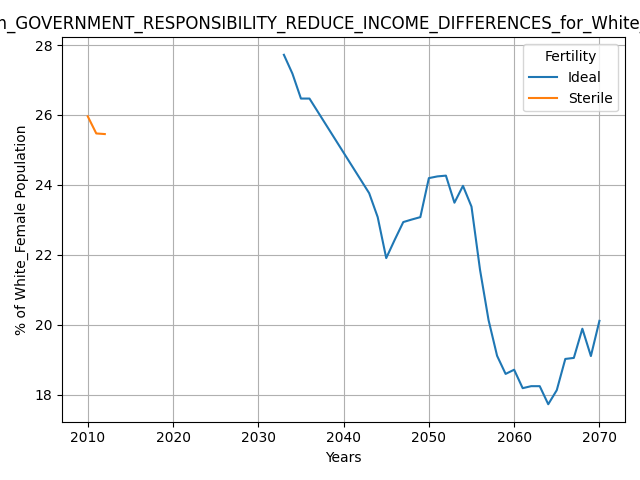 GOVERNMENT_RESPONSIBILITY_REDUCE_INCOME_DIFFERENCES_for_White_
Fertility
Ideal
Sterile
% of White_Female Population
28
26
24
22
20
18
2010 2020 2030 2040 2050 2060 2070
Years